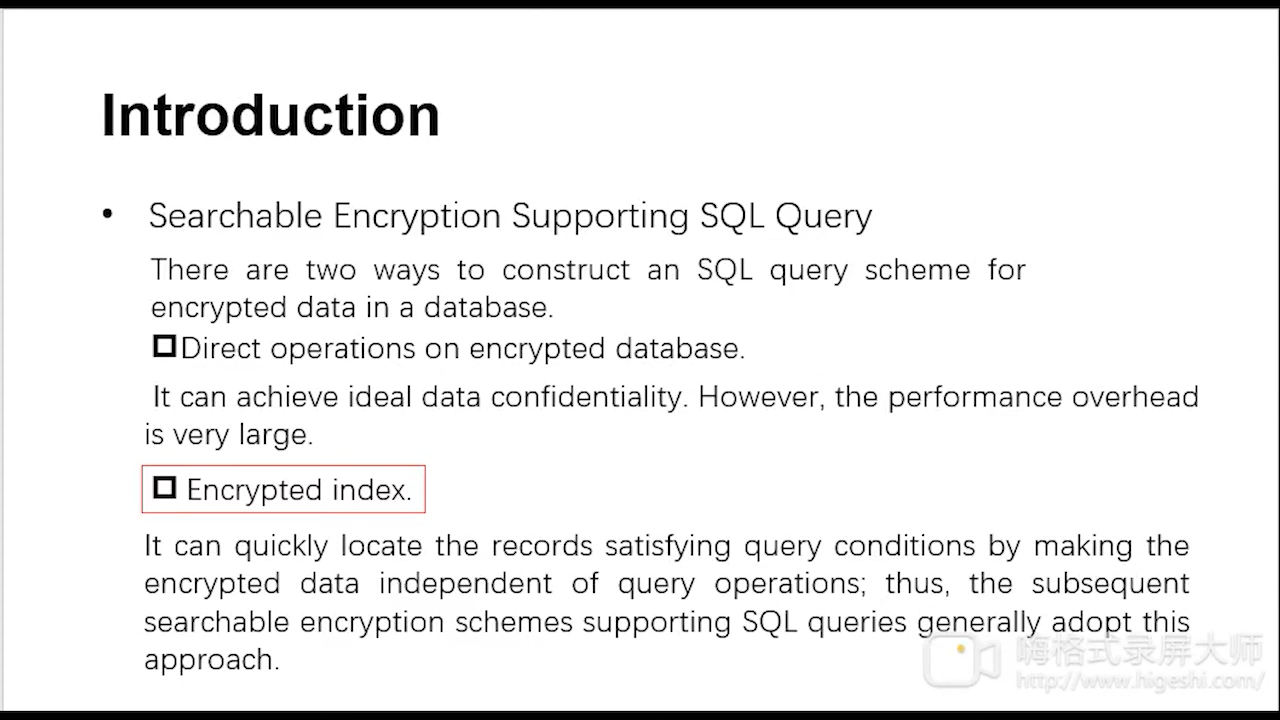 Introduction
• Searchable Encryption Supporting SQL Query
There are two ways to construct an SQL query scheme for
encrypted data in a database.
Direct operations on encrypted database.
It can achieve ideal data confidentiality. However, the performance overhead
is very large.
Encrypted index.
It can quickly locate the records satisfying query conditions by making the
encrypted data independent of query operations; thus, the subsequent
searchable encryption schemes supporting SQL queries generally adopt this
approach.
嗨格式录屏大师
http://www.higeshi.com/